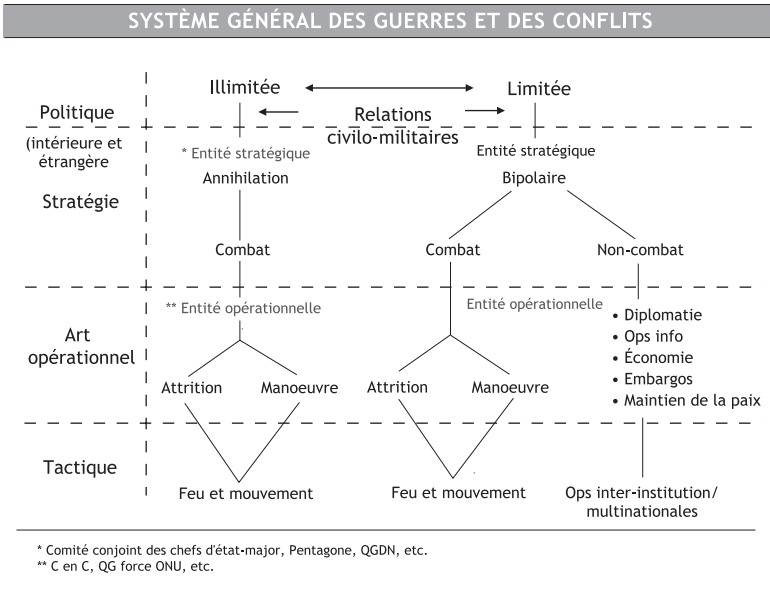 SYSTÈME GÉNÉRAL DES GUERRES ET DES CONFLITS
Illimitée
Limitée
Politique
Relations
civilo-militaires
(intérieure et
étrangère
* Entité stratégique
Entité stratégique
Annihilation
Bipolaire
Stratégie
Combat
Combat
Non-combat
** Entité opérationnelle
Entité opérationnelle
Art
opérationnel
• Diplomatie
• Ops info
• Économie
• Embargos
• Maintien de la paix
Attrition
Manoeuvre
Attrition
Manoeuvre
Tactique
Feu et mouvement
Feu et mouvement
Ops inter-institution/
multinationales
* Comité conjoint des chefs d'état-major, Pentagone, QGDN, etc.
** C en C, QG force ONU, etc.